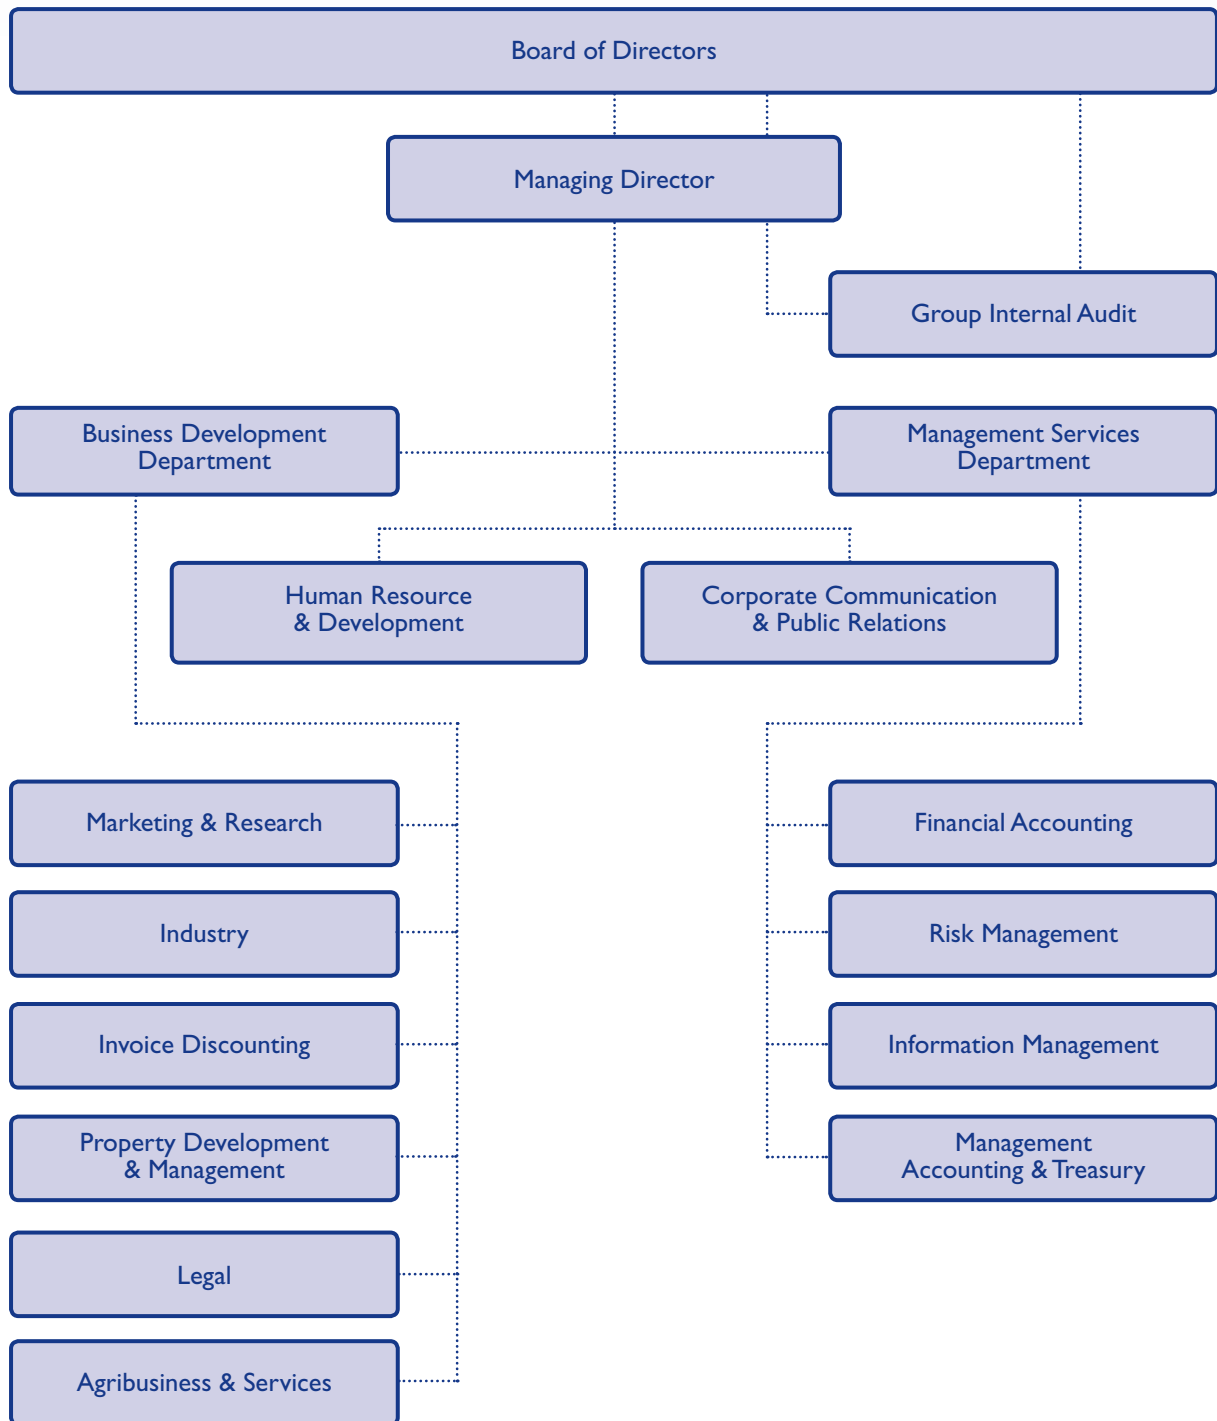 Board of Directors
Managing Director
Group Internal Audit
Business Development
Department
Management Services
Department
Human Resource
& Development
Corporate Communication
& Public Relations
Marketing & Research
Financial Accounting
Industry
Risk Management
Invoice Discounting
Information Management
Property Development
& Management
Management
Accounting & Treasury
Legal
Agribusiness & Services